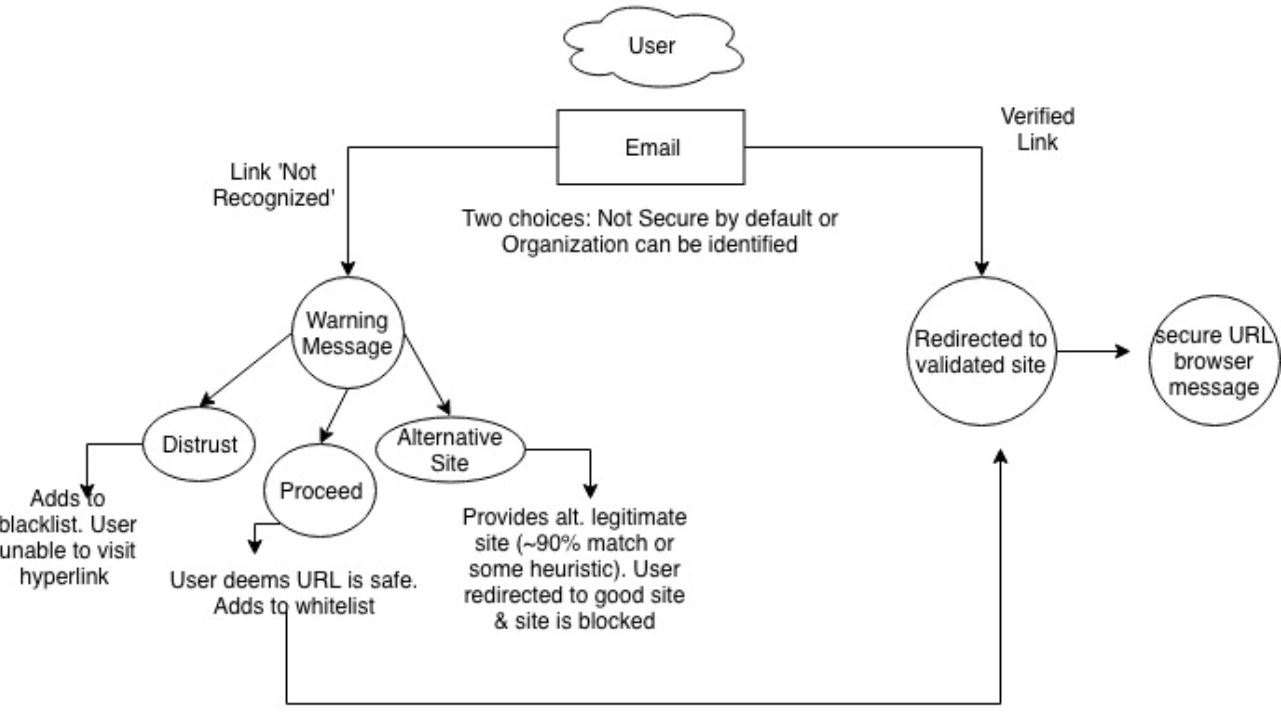 User
Email
Verified
Link
Link 'Not
Recognized'
Two choices: Not Secure by default or
Organization can be identified
Warning
Message
Redirected to
validated site
secure URL
browser
message
Distrust
Alternative
Site
Proceed
Adds to
blacklist. User
unable to visit
hyperlink
Provides alt. legitimate
site (~90% match or
some heuristic). User
redirected to good site
& site is blocked
User deems URL is safe.
Adds to whitelist